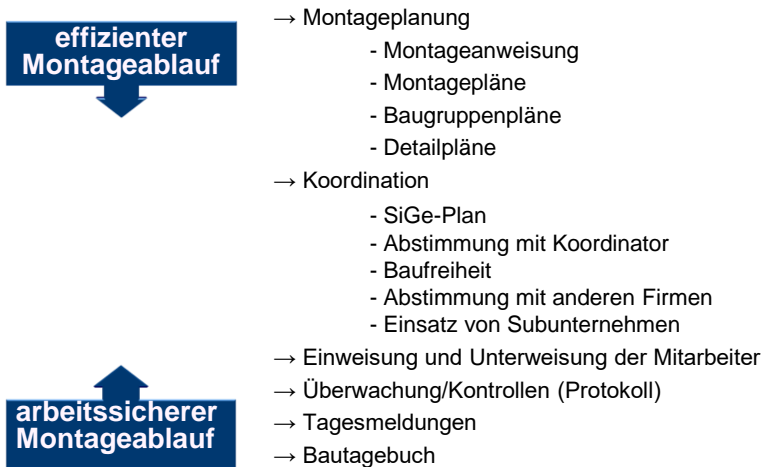 effizienter
Montageablauf
→ Montageplanung
- Montageanweisung
- Montagepläne
- Baugruppenpläne
- Detailpläne
→ Koordination
- SiGe-Plan
- Abstimmung mit Koordinator
- Baufreiheit
- Abstimmung mit anderen Firmen
- Einsatz von Subunternehmen
→ Einweisung und Unterweisung der Mitarbeiter
→ Überwachung/Kontrollen (Protokoll)
→ Tagesmeldungen
→ Bautagebuch
arbeitssicherer
Montageablauf